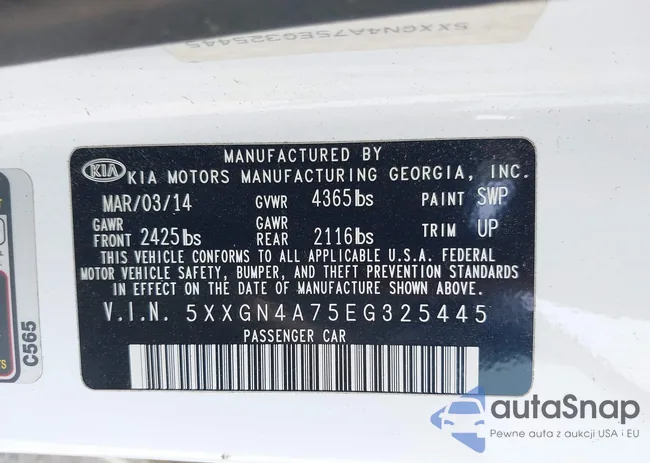 5XXGN4A75EG325445
MANUFACTURED BY
KIA KIA MOTORS MANUFACTURING GEORGIA, INC.
MAR/03/14 GVWR 4365lbs PAINT SWP
GAWR FRONT 2425lbs GAWR REAR 2116lbs TRIM UP
THIS VEHICLE CONFORMS TO ALL APPLICABLE U.S.A. FEDERAL
MOTOR VEHICLE SAFETY, BUMPER, AND THEFT PREVENTION STANDARDS
IN EFFECT ON THE DATE OF MANUFACTURE SHOWN ABOVE.
V.I.N. 5XXGN4A75EG325445
PASSENGER CAR
C565
autaSnap
Pewne auta z aukcji USA i EU